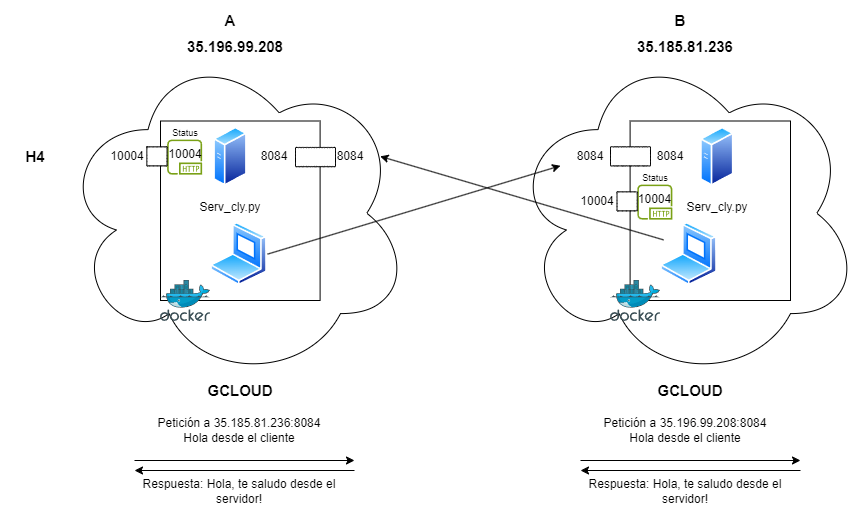 A
35.196.99.208
B
35.185.81.236
H4
Status
10004
10004
HTTP
8084
8084
Serv_cly.py
docker
8084
8084
Status
10004
10004
HTTP
Serv_cly.py
docker
GCLOUD
Petición a 35.185.81.236:8084
Hola desde el cliente
Respuesta: Hola, te saludo desde el
servidor!
GCLOUD
Petición a 35.196.99.208:8084
Hola desde el cliente
Respuesta: Hola, te saludo desde el
servidor!